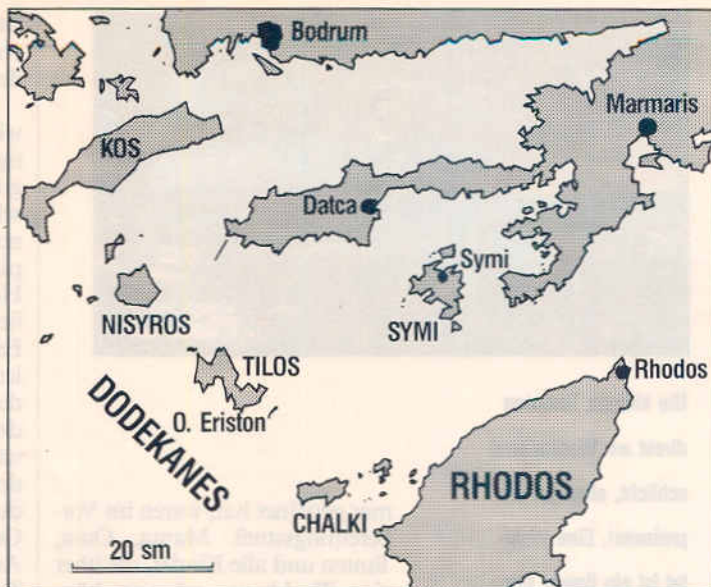 Bodrum
Marmaris
KOS
Datca
Symi
NISYROS
SYMI
TILOS
Rhodos
O. Eriston
DODEKANES
RHODOS
CHALKI
20 sm